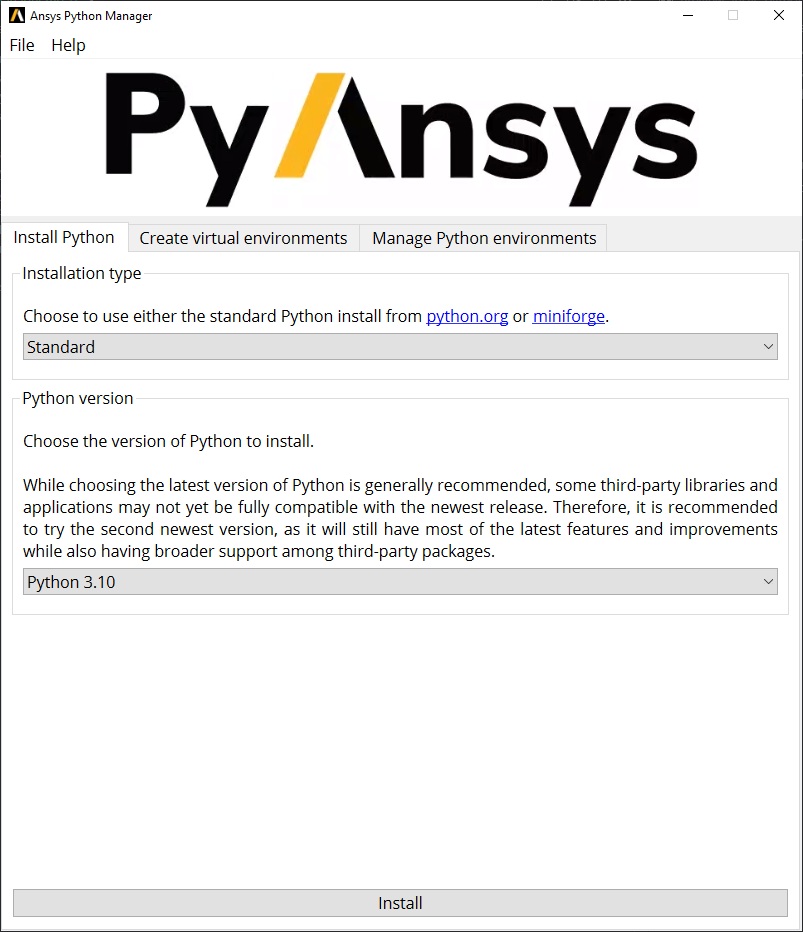 Ansys Python Manager
File Help
PyAnsys
Install Python Create virtual environments Manage Python environments
Installation type
Choose to use either the standard Python install from python.org or miniforge.
Standard
Python version
Choose the version of Python to install.
While choosing the latest version of Python is generally recommended, some third-party libraries and
applications may not yet be fully compatible with the newest release. Therefore, it is recommended
to try the second newest version, as it will still have most of the latest features and improvements
while also having broader support among third-party packages.
Python 3.10
Install